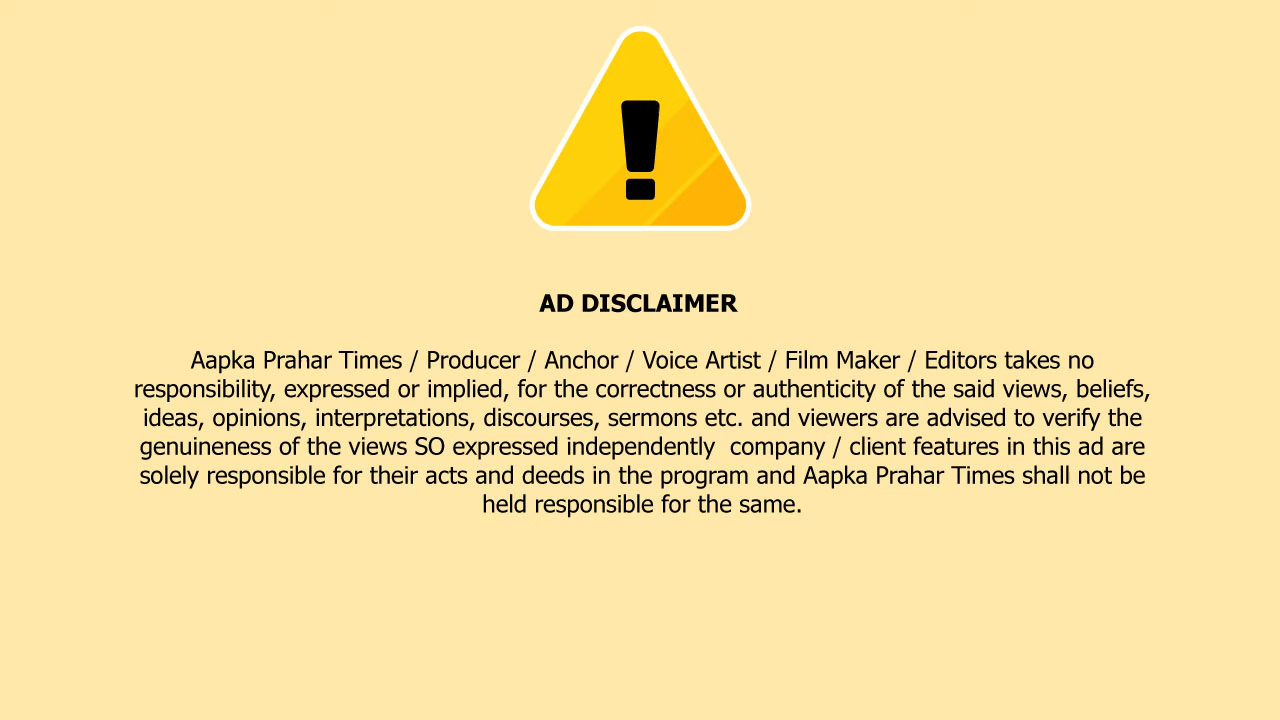 AD DISCLAIMER
Aapka Prahar Times / Producer / Anchor / Voice Artist / Film Maker / Editors takes no
responsibility, expressed or implied, for the correctness or authenticity of the said views, beliefs,
ideas, opinions, interpretations, discourses, sermons etc. and viewers are advised to verify the
genuineness of the views SO expressed independently  company / client features in this ad are
solely responsible for their acts and deeds in the program and Aapka Prahar Times shall not be
held responsible for the same.